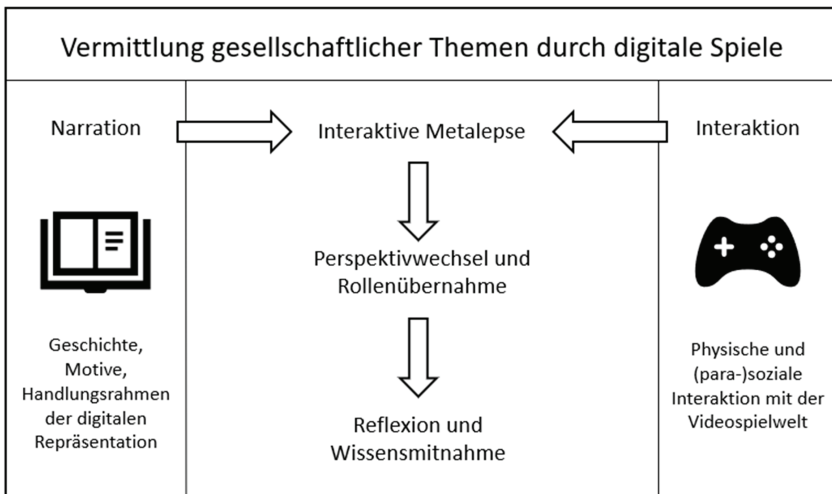 Vermittlung gesellschaftlicher Themen durch digitale Spiele
Narration
Geschichte,
Motive,
Handlungsrahmen
der digitalen
Repräsentation
Interaktive Metalepse
Perspektivwechsel und
Rollenübernahme
Reflexion und
Wissensmitnahme
Interaktion
Physische und
(para-)soziale
Interaktion mit der
Videospielwelt